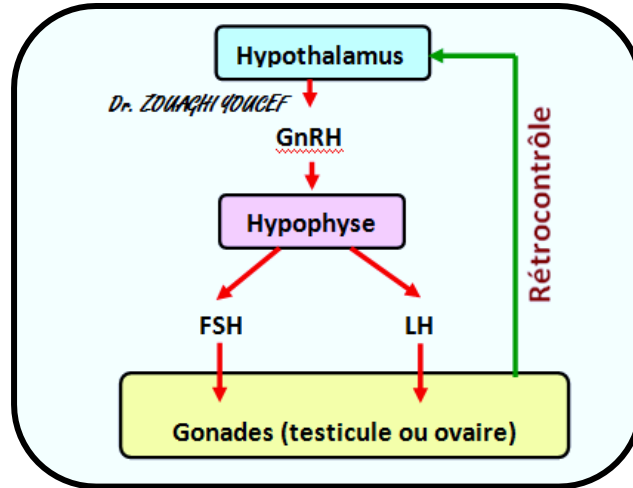 Hypothalamus
Dr. ZOUAGHI YOUCEF
GnRH
Hypophyse
FSH LH
Gonades (testicule ou ovaire)
Rétrocontrôle